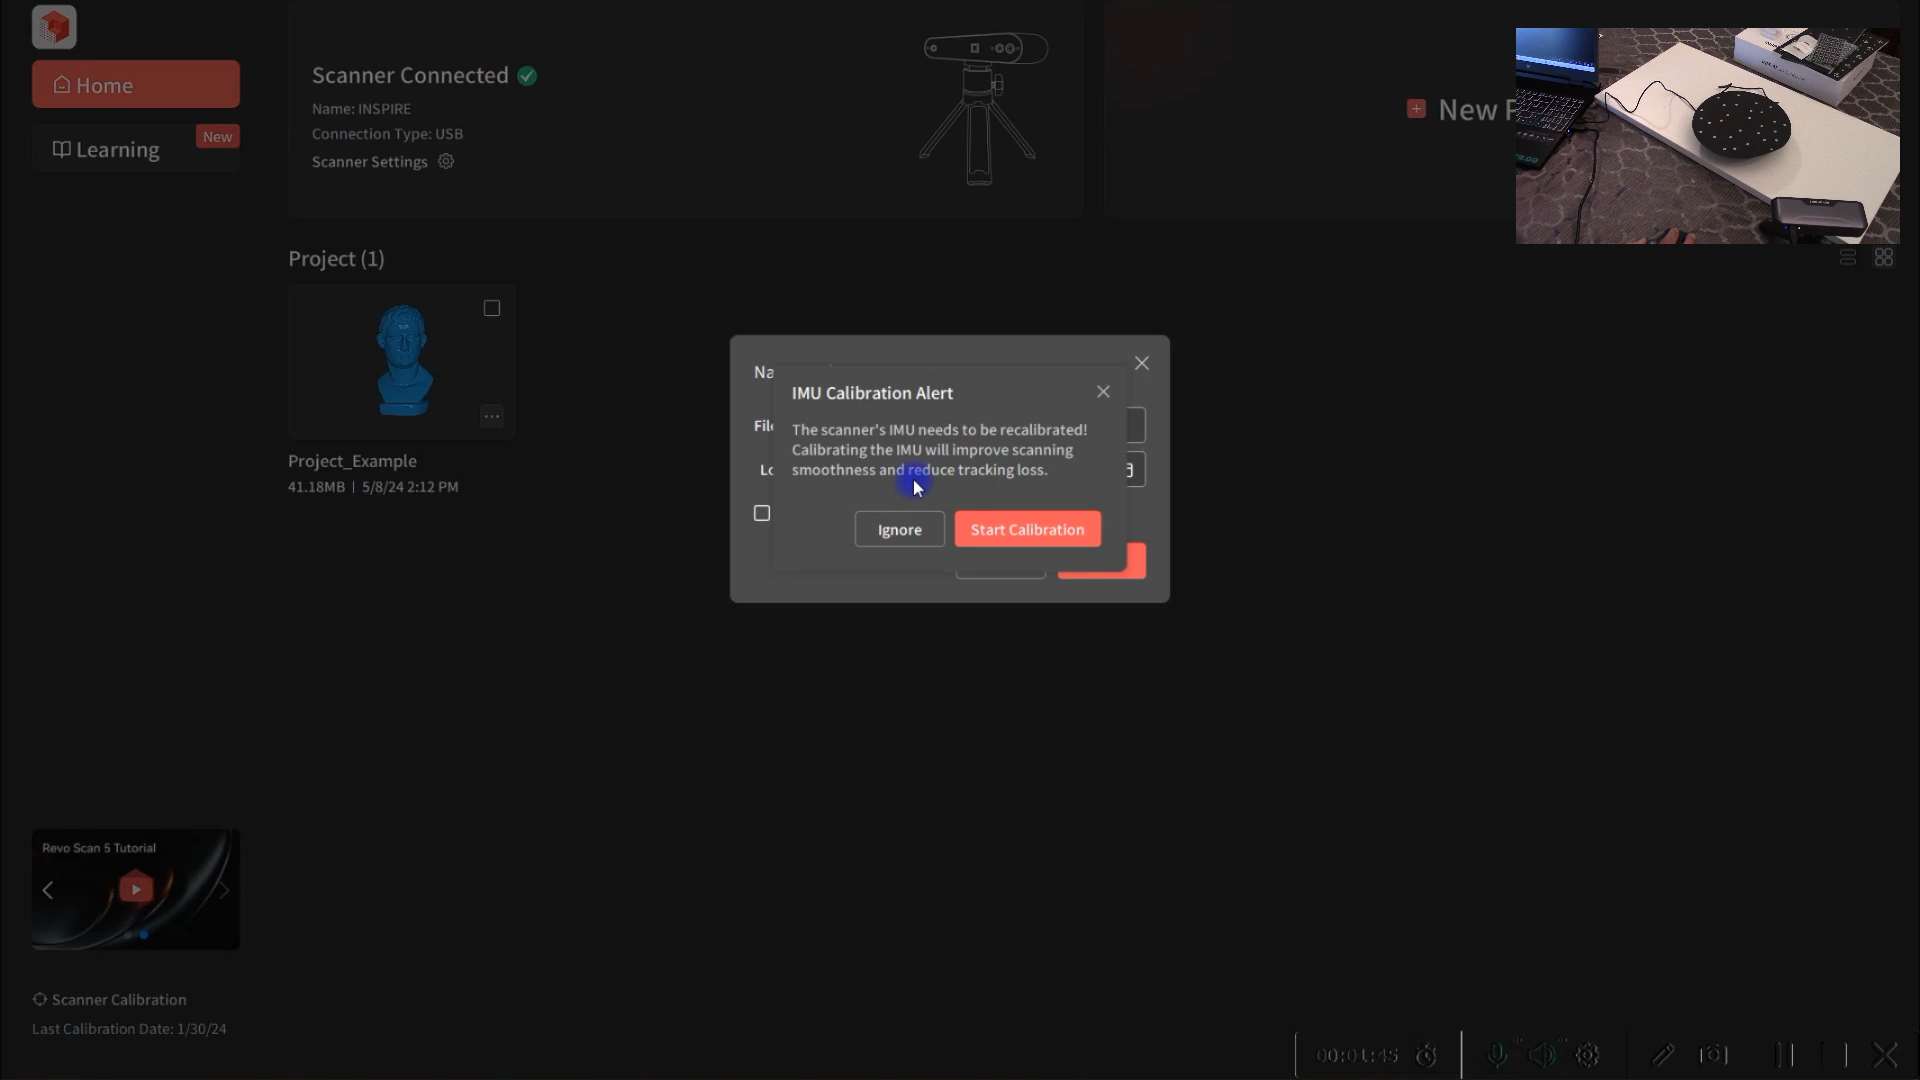 Home
Learning
New
Scanner Connected
Name: INSPIRE
Connection Type: USB
Scanner Settings
New
Project (1)
Project_Example
41.18MB | 5/8/24 2:12 PM
IMU Calibration Alert
The scanner's IMU needs to be recalibrated!
Calibrating the IMU will improve scanning
smoothness and reduce tracking loss.
Ignore
Start Calibration
Revo Scan 5 Tutorial
Scanner Calibration
Last Calibration Date: 1/30/24
00:01:45